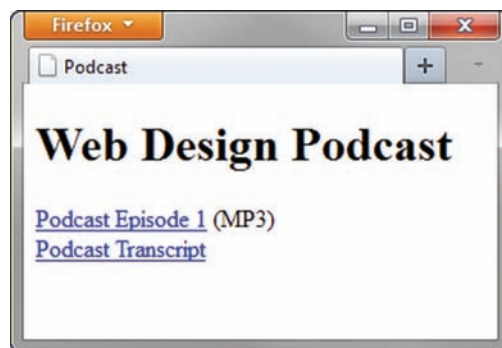 Firefox
Podcast
Web Design Podcast
Podcast Episode 1 (MP3)
Podcast Transcript